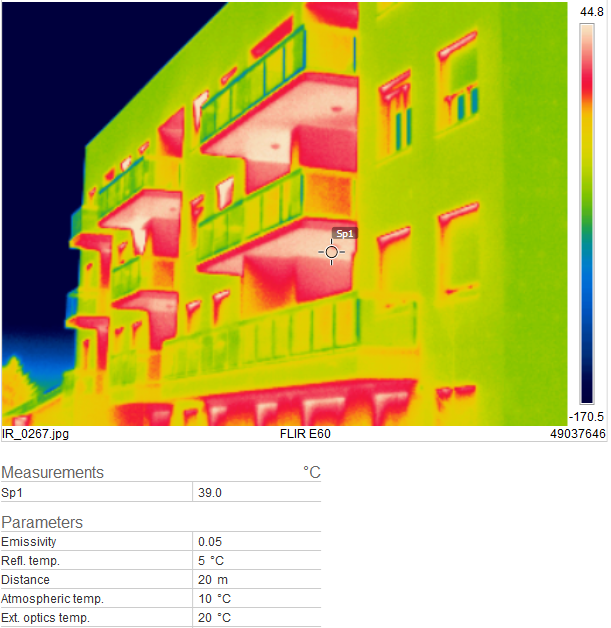 44.8
Sp1
-170.5
IR_0267.jpg FLIR E60 49037646
Measurements °C
Sp1 39.0
Parameters
Emissivity 0.05
Refl. temp. 5 °C
Distance 20 m
Atmospheric temp. 10 °C
Ext. optics temp. 20 °C